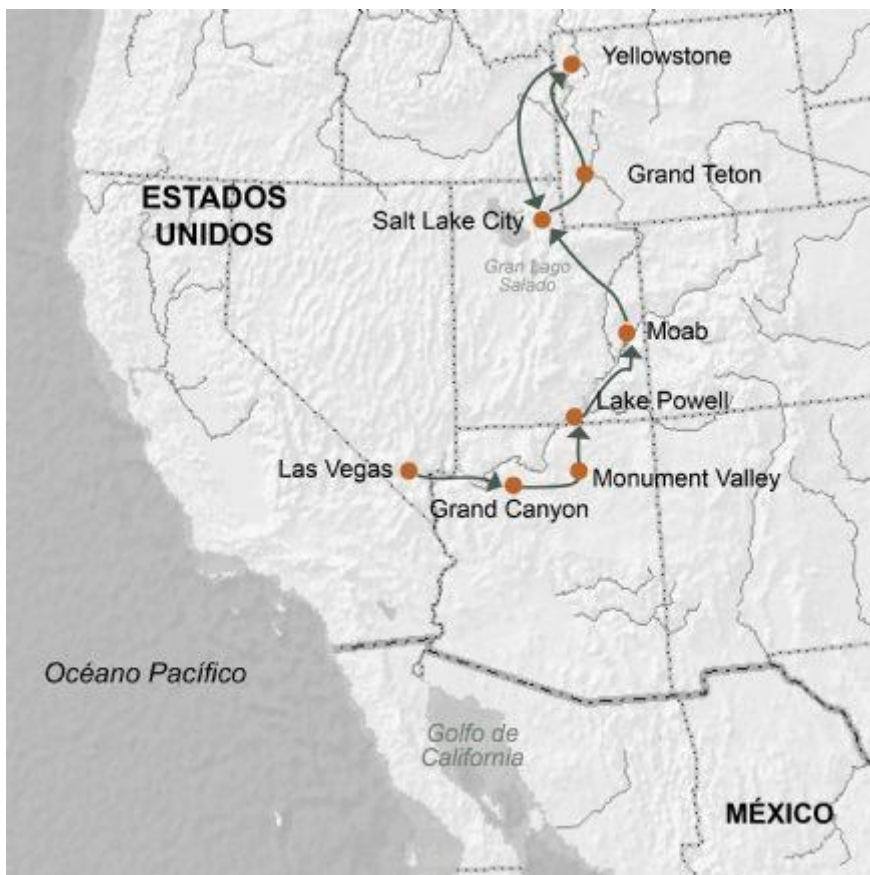 Yellowstone
Grand Teton
ESTADOS
UNIDOS
Salt Lake City
Gran Lago
Salado
Moab
Lake Powell
Las Vegas
Monument Valley
Grand Canyon
Océano Pacífico
Golfo de
California
MÉXICO